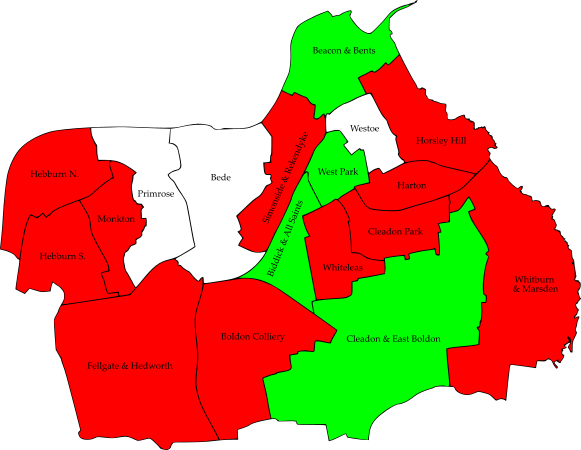 Beacon & Bents
Westoe
Horsley Hill
Simonside & Rekendyke
West Park
Hebburn N.
Primrose
Bede
Harton
Monkton
Biddick & All Saints
Cleadon Park
Hebburn S.
Whiteleas
Whitburn
& Marsden
Boldon Colliery
Cleadon & East Boldon
Fellgate & Hedworth